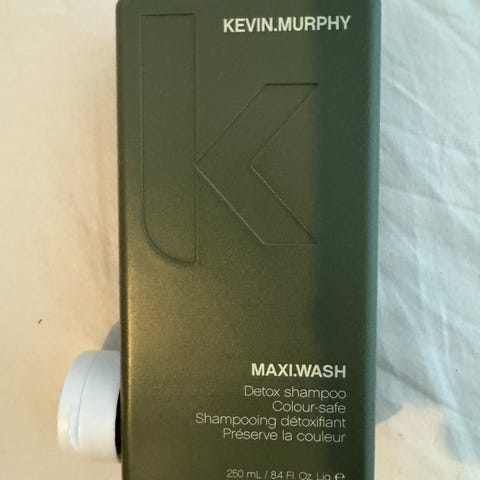 KEVIN.MURPHY
MAXI.WASH
Detox shampoo
Colour-safe
Shampooing détoxifiant
Préserve la couleur
250 mL / 8.4 Fl. Oz. Liq ℮